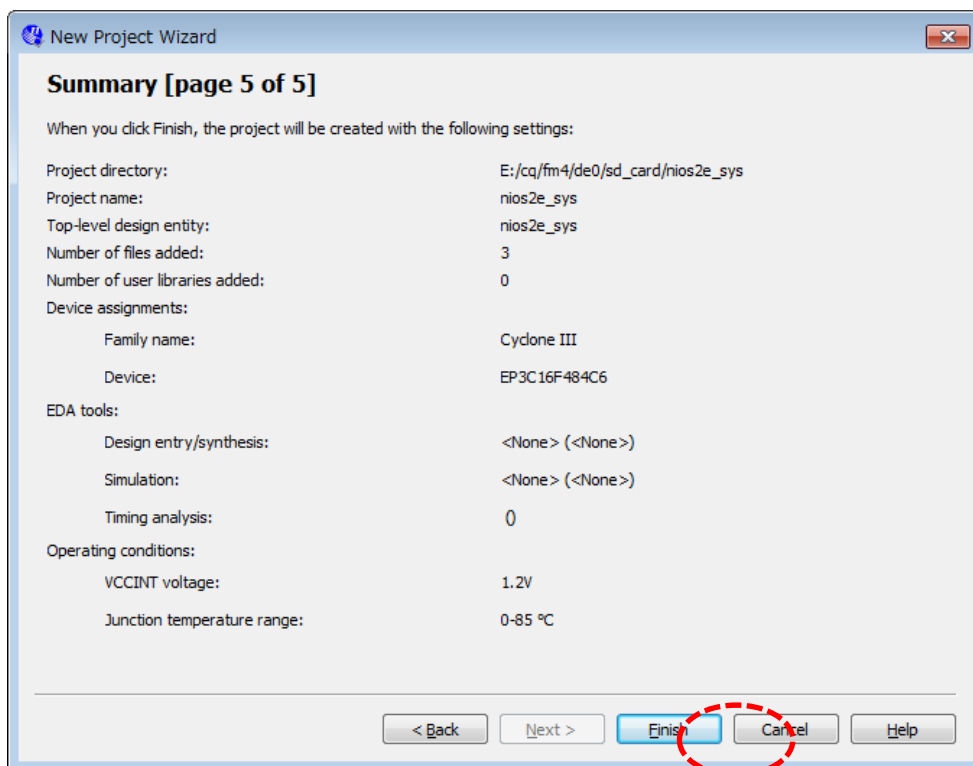 New Project Wizard
Summary [page 5 of 5]
When you click Finish, the project will be created with the following settings:
Project directory: E:/cq/fm4/de0/sd_card/nios2e_sys
Project name: nios2e_sys
Top-level design entity: nios2e_sys
Number of files added: 3
Number of user libraries added: 0
Device assignments:
Family name: Cyclone III
Device: EP3C16F484C6
EDA tools:
Design entry/synthesis: <None> (<None>)
Simulation: <None> (<None>)
Timing analysis: ()
Operating conditions:
VCCINT voltage: 1.2V
Junction temperature range: 0-85 ºC
< Back Next > Finish Cancel Help